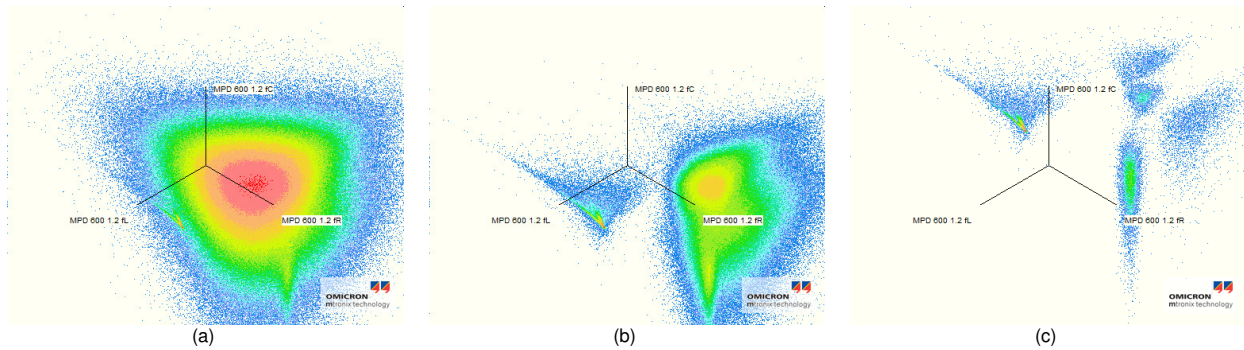 MPD 600 1.2 fC
MPD 600 1.2 fL
MPD 600 1.2 fR
OMICRON
mtronix technology
(a)
MPD 600 1.2 fC
MPD 600 1.2 fL
MPD 600 1.2 fR
OMICRON
mtronix technology
(b)
MPD 600 1.2 fC
MPD 600 1.2 fL
MPD 600 1.2 fR
OMICRON
mtronix technology
(c)